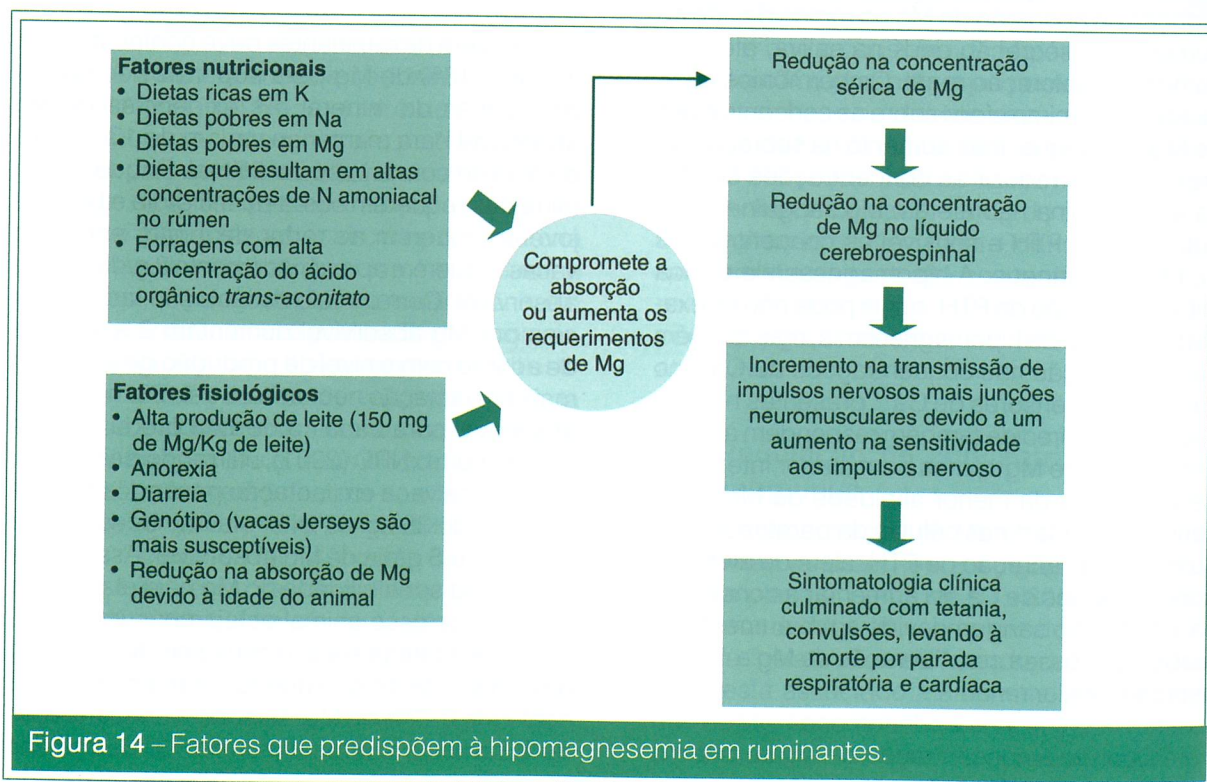 Fatores nutricionais
• Dietas ricas em K
• Dietas pobres em Na
• Dietas pobres em Mg
• Dietas que resultam em altas
concentrações de N amoniacal
no rúmen
• Forragens com alta
concentração do ácido
orgânico trans-aconitato
Fatores fisiológicos
• Alta produção de leite (150 mg
de Mg/Kg de leite)
• Anorexia
• Diarreia
• Genótipo (vacas Jerseys são
mais susceptíveis)
• Redução na absorção de Mg
devido à idade do animal
Compromete a
absorção
ou aumenta os
requerimentos
de Mg
Redução na concentração
sérica de Mg
Redução na concentração
de Mg no líquido
cerebroespinhal
Incremento na transmissão de
impulsos nervosos mais junções
neuromusculares devido a um
aumento na sensitividade
aos impulsos nervoso
Sintomatologia clínica
culminado com tetania,
convulsões, levando à
morte por parada
respiratória e cardíaca
Figura 14 – Fatores que predispõem à hipomagnesemia em ruminantes.